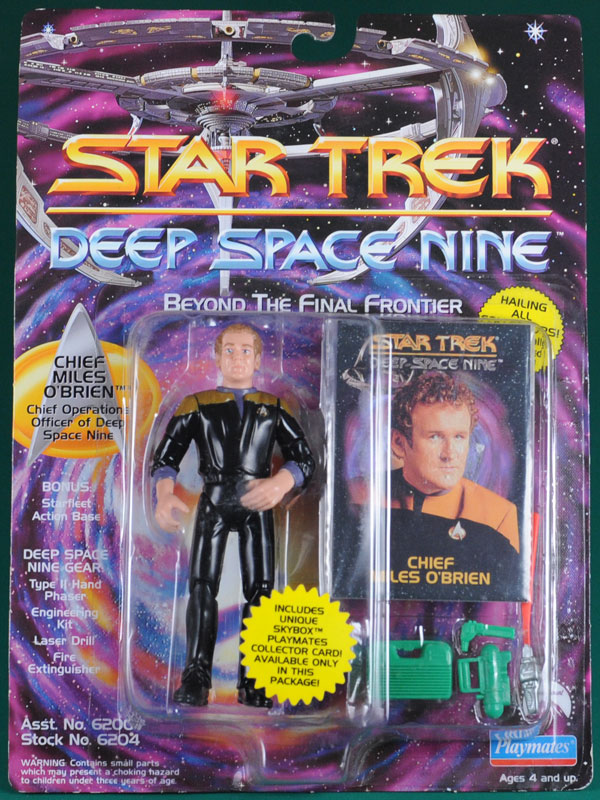 STAR TREK®
DEEP SPACE NINE™
BEYOND THE FINAL FRONTIER
HAILING
ALL
CHIEF
MILES
O'BRIEN™
Chief Operations
Officer of Deep
Space Nine
BONUS:
Starfleet
Action Base
DEEP SPACE
NINE GEAR:
Type II Hand
Phaser
Engineering
Kit
Laser Drill
Fire
Extinguisher
STAR TREK
DEEP SPACE NINE
CHIEF
MILES O'BRIEN
INCLUDES
UNIQUE
SKYBOX™
PLAYMATES
COLLECTOR CARD!
AVAILABLE ONLY
IN THIS
PACKAGE!
Asst. No. 6200
Stock No. 6204
WARNING: Contains small parts
which may present a choking hazard
to children under three years of age.
Playmates®
Ages 4 and up.